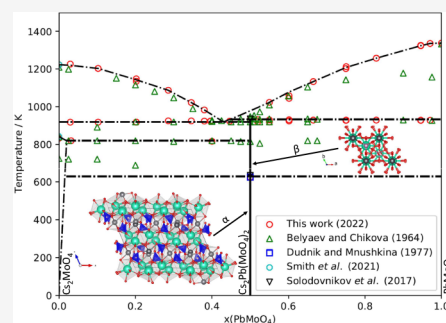 1400
1200
1000
800
600
400
200
0
Temperature / K
0.0
0.2
0.4
0.6
0.8
1.0
x(PbMoO₄)
Cs₂MoO₄
Cs₂Pb(MoO₄)₂
α
β
This work (2022)
Belyaev and Chikova (1964)
Dudnik and Mnushkina (1977)
Smith et al. (2021)
Solodovnikov et al. (2017)